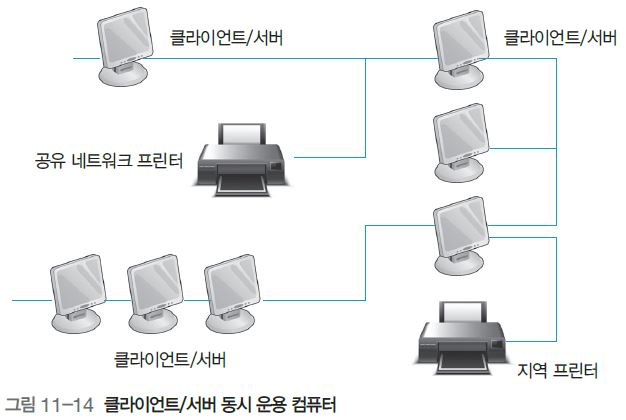 클라이언트/서버
클라이언트/서버
공유 네트워크 프린터
클라이언트/서버
지역 프린터
그림 11-14 클라이언트/서버 동시 운용 컴퓨터